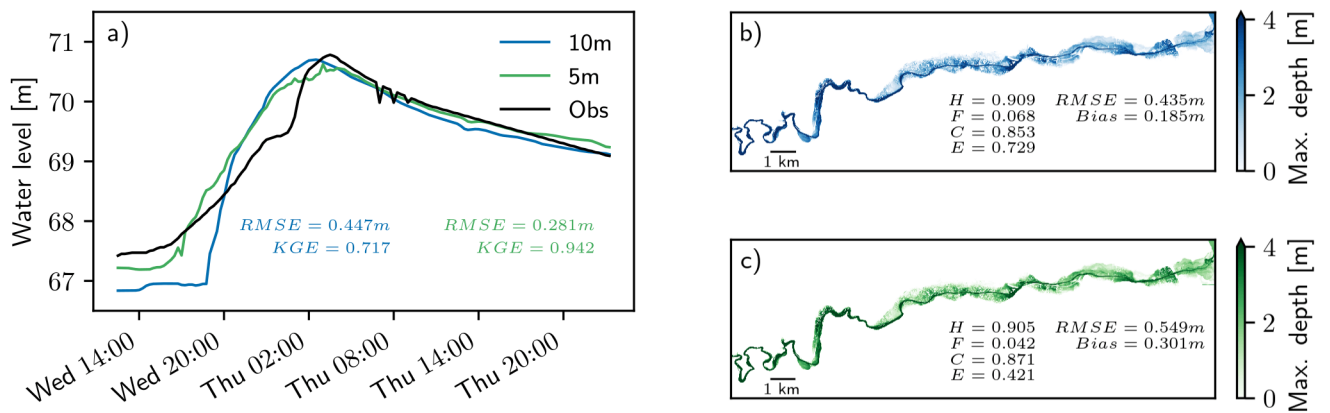 a)
Water level [m]
71
70
69
68
67
10m
5m
Obs
RMSE = 0.447m
KGE = 0.717
RMSE = 0.281m
KGE = 0.942
Wed 14:00
Wed 20:00
Thu 02:00
Thu 08:00
Thu 14:00
Thu 20:00
b)
H = 0.909 RMSE = 0.435m
F = 0.068 Bias = 0.185m
C = 0.853
E = 0.729
1 km
4
2
0
Max. depth [m]
c)
H = 0.905 RMSE = 0.549m
F = 0.042 Bias = 0.301m
C = 0.871
E = 0.421
1 km
4
2
0
Max. depth [m]